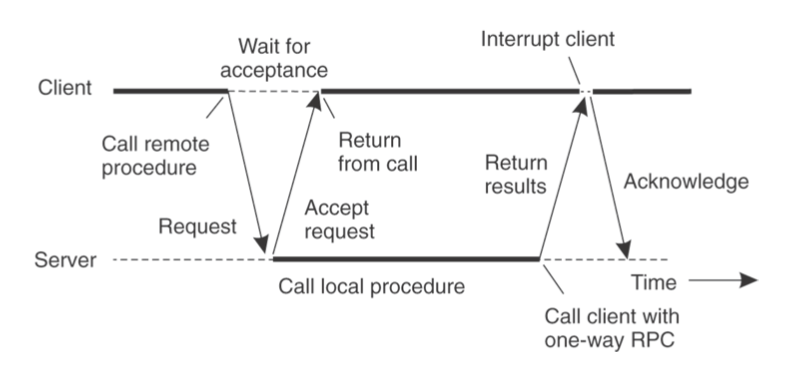 Interrupt client
Wait for
acceptance
Client
Call remote
procedure
Return
from call
Return
results
Acknowledge
Request
Accept
request
Server
Call local procedure
Time
Call client with
one-way RPC